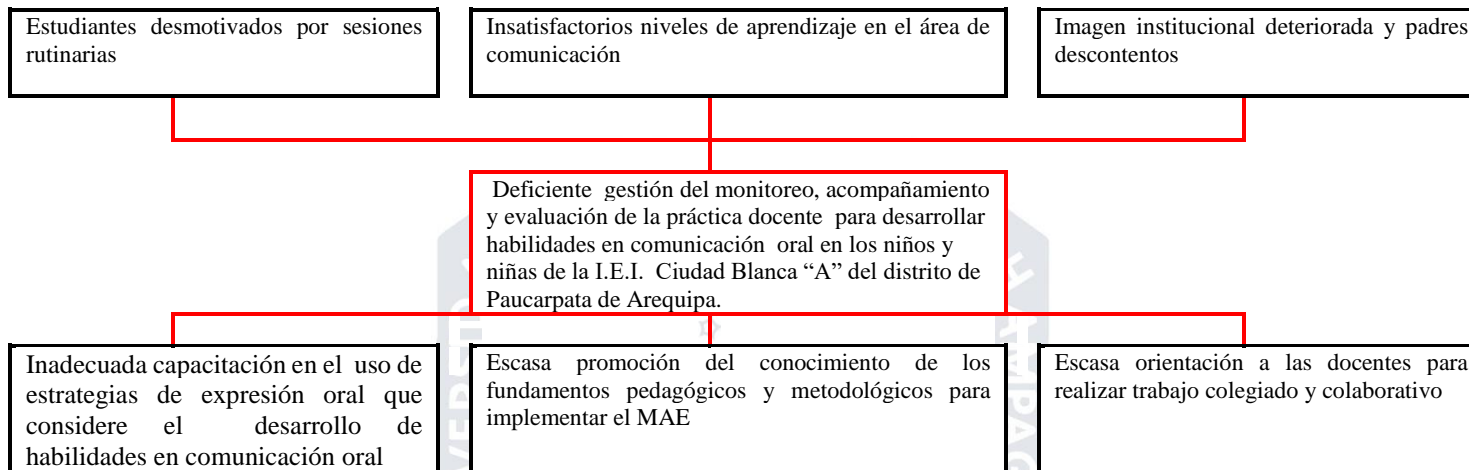 Estudiantes desmotivados por sesiones
rutinarias
Insatisfactorios niveles de aprendizaje en el área de
comunicación
Imagen institucional deteriorada y padres
descontentos
Deficiente gestión del monitoreo, acompañamiento
y evaluación de la práctica docente para desarrollar
habilidades en comunicación oral en los niños y
niñas de la I.E.I. Ciudad Blanca “A” del distrito de
Paucarpata de Arequipa.
Inadecuada capacitación en el uso de
estrategias de expresión oral que
considere el desarrollo de
habilidades en comunicación oral
Escasa promoción del conocimiento de los
fundamentos pedagógicos y metodológicos para
implementar el MAE
Escasa orientación a las docentes para
realizar trabajo colegiado y colaborativo